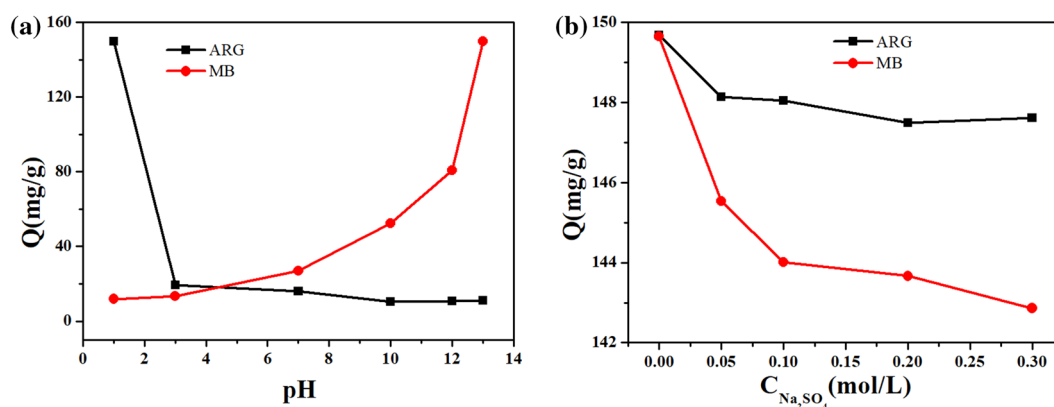 (a)
160
120
80
40
0
Q(mg/g)
ARG
MB
0 2 4 6 8 10 12 14
pH
(b)
150
148
146
144
142
Q(mg/g)
ARG
MB
0.00 0.05 0.10 0.15 0.20 0.25 0.30
C Na₂SO₄ (mol/L)